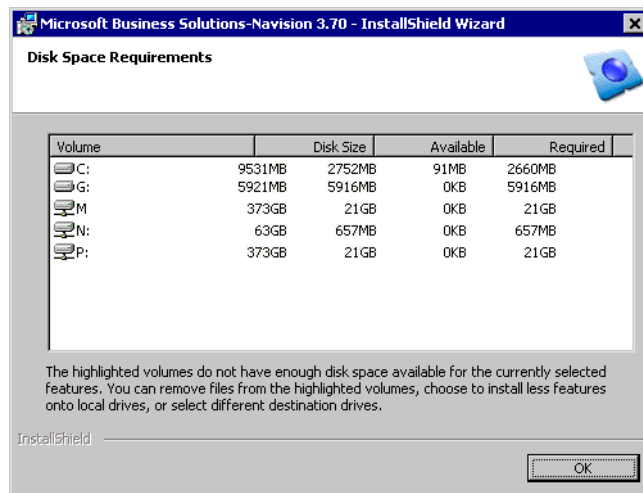 Microsoft Business Solutions-Navision 3.70 - InstallShield Wizard
Disk Space Requirements
Volume Disk Size Available Required
C: 9531MB 2752MB 91MB 2660MB
G: 5921MB 5916MB 0KB 5916MB
M 373GB 21GB 0KB 21GB
N: 63GB 657MB 0KB 657MB
P: 373GB 21GB 0KB 21GB
The highlighted volumes do not have enough disk space available for the currently selected
features. You can remove files from the highlighted volumes, choose to install less features
onto local drives, or select different destination drives.
InstallShield
OK